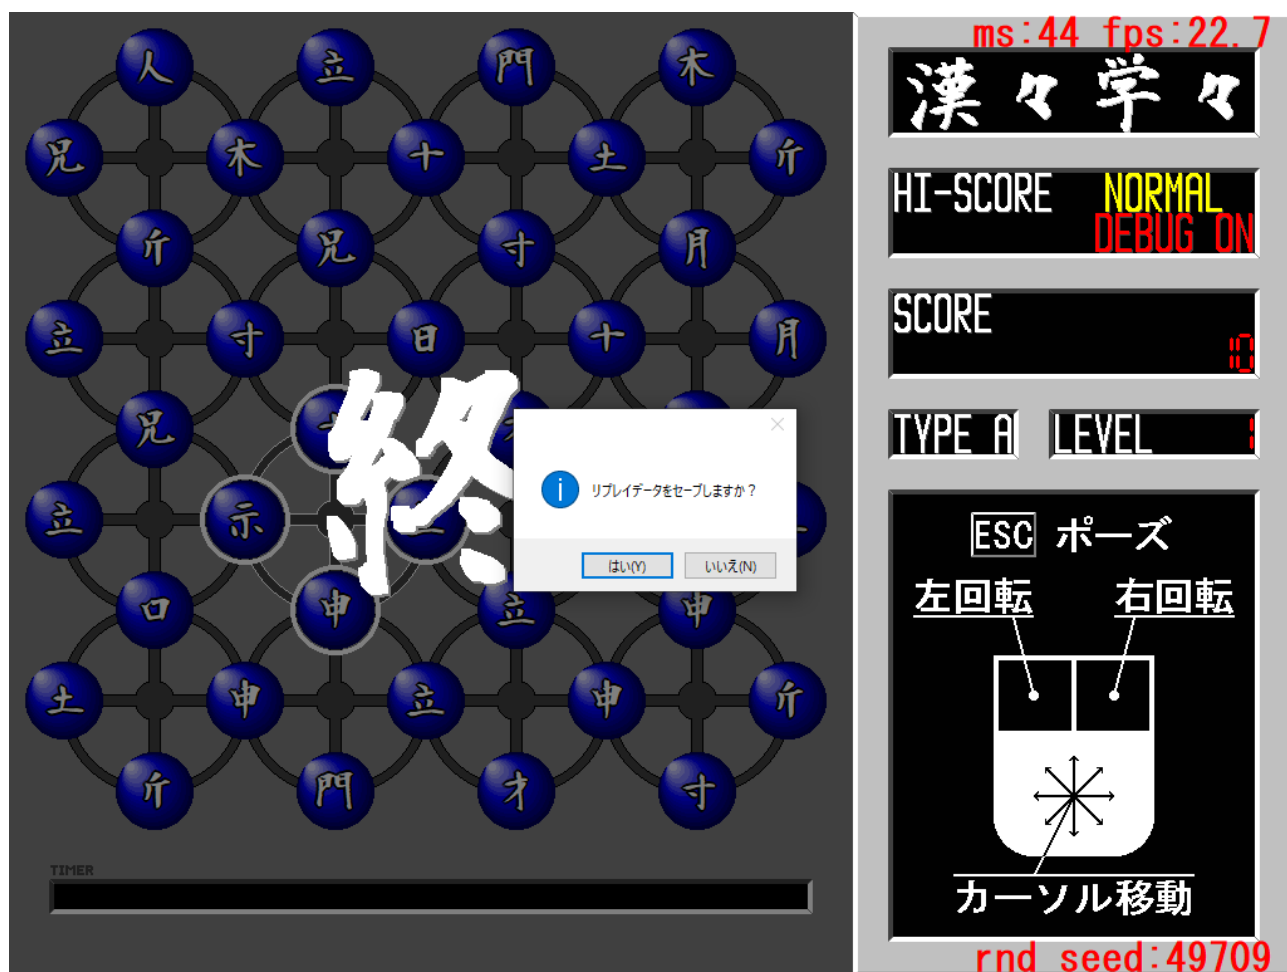 ms:44 fps:22.7
漢々学々
HI-SCORE NORMAL
DEBUG ON
SCORE
10
TYPE A
LEVEL 1
ESC ポーズ
左回転 右回転
カーソル移動
rnd seed:49709
人 立 門 木
兄 木 十 土 斤
斤 兄 寸 月
立 寸 日 十 月
兄
立 示
口 申 立 申
土 申 立 申 斤
斤 門 才 寸
終
リプレイデータをセーブしますか？
はい(Y) いいえ(N)
TIMER